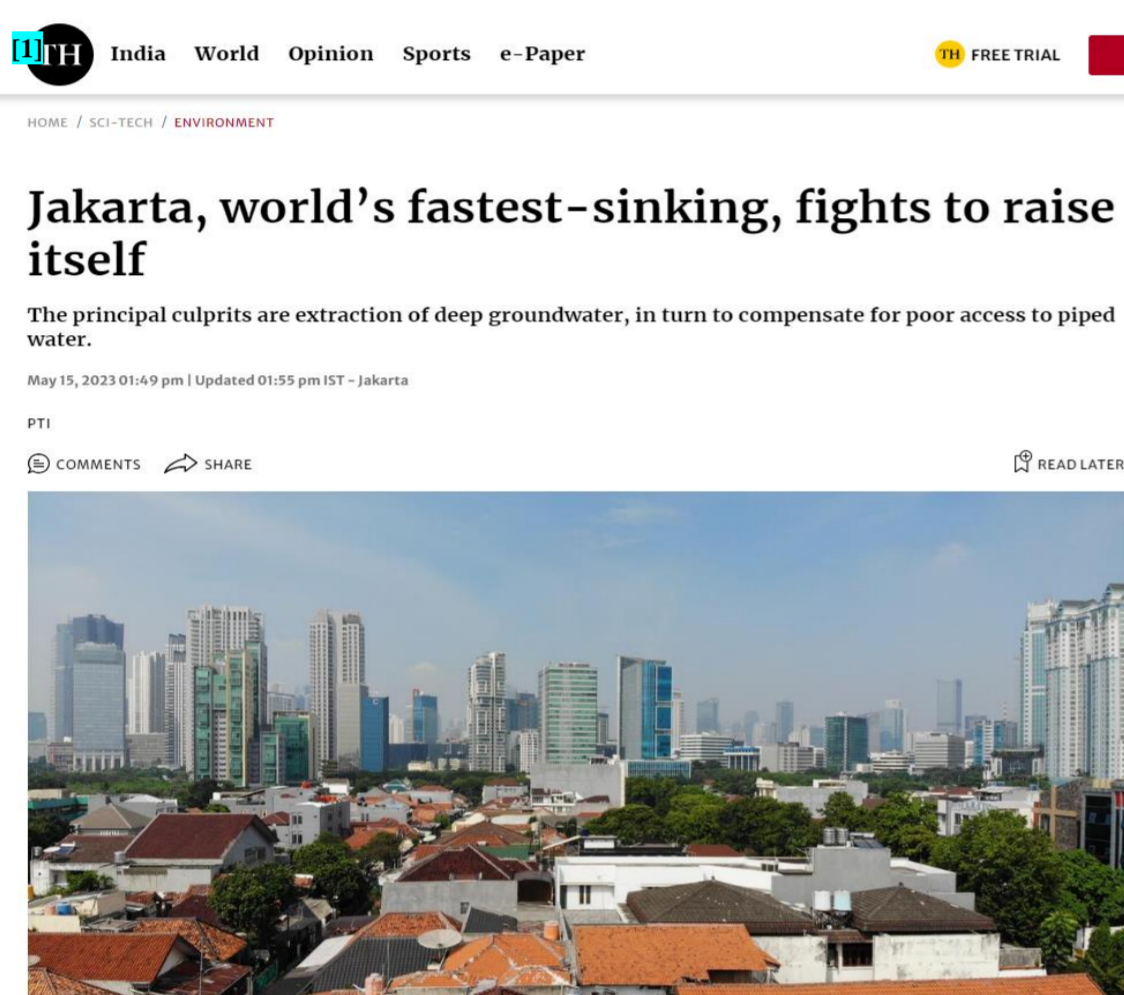 [1]TH India World Opinion Sports e-Paper TH FREE TRIAL
HOME / SCI-TECH / ENVIRONMENT
Jakarta, world’s fastest-sinking, fights to raise
itself
The principal culprits are extraction of deep groundwater, in turn to compensate for poor access to piped
water.
May 15, 2023 01:49 pm | Updated 01:55 pm IST - Jakarta
PTI
COMMENTS SHARE READ LATER